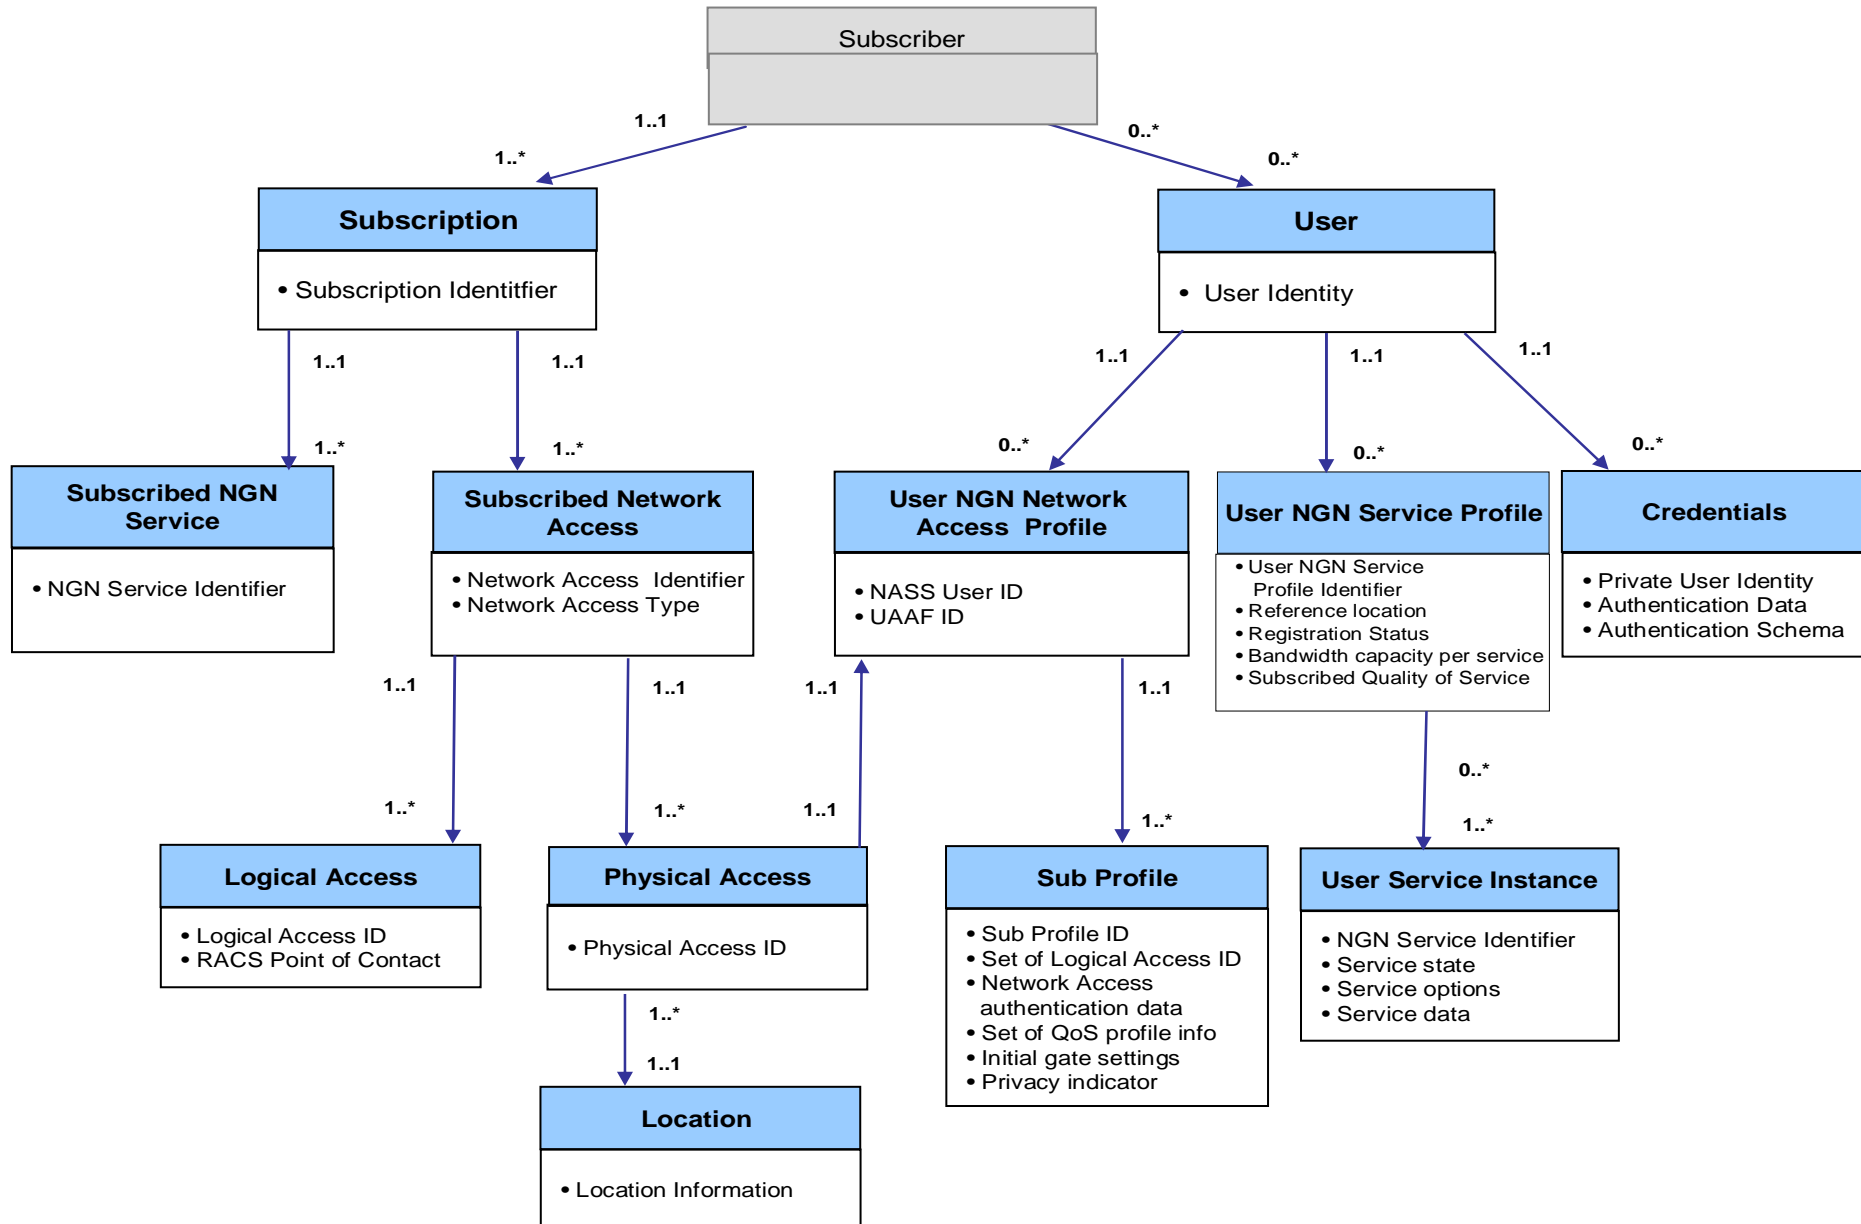 Subscriber
1..1
0..*
1..*
0..*
Subscription
• Subscription Identitfier
User
• User Identity
1..1
1..1
1..1
1..1
1..1
1..*
1..*
0..*
0..*
0..*
Subscribed NGN
Service
• NGN Service Identifier
Subscribed Network
Access
• Network Access Identifier
• Network Access Type
User NGN Network
Access Profile
• NASS User ID
• UAAF ID
User NGN Service Profile
• User NGN Service
Profile Identifier
• Reference location
• Registration Status
• Bandwidth capacity per service
• Subscribed Quality of Service
Credentials
• Private User Identity
• Authentication Data
• Authentication Schema
1..1
1..1
1..1
1..1
0..*
1..*
1..*
1..1
1..*
1..*
Logical Access
• Logical Access ID
• RACS Point of Contact
Physical Access
• Physical Access ID
Sub Profile
• Sub Profile ID
• Set of Logical Access ID
• Network Access
authentication data
• Set of QoS profile info
• Initial gate settings
• Privacy indicator
User Service Instance
• NGN Service Identifier
• Service state
• Service options
• Service data
1..*
1..1
Location
• Location Information